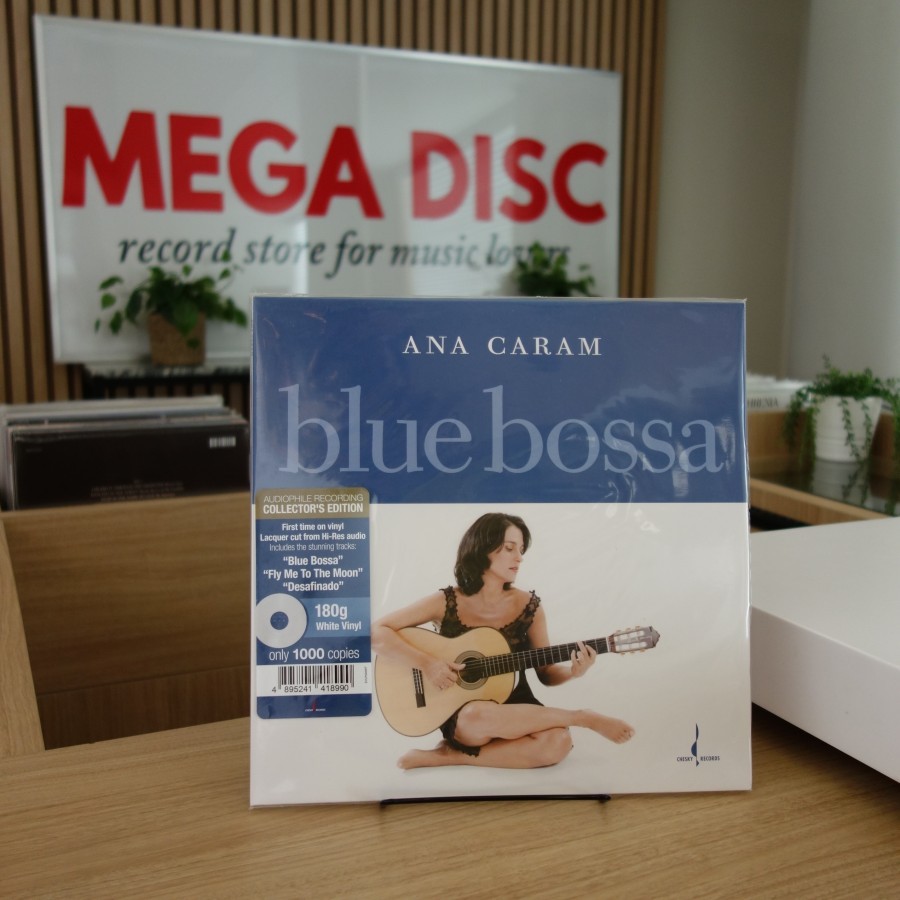 MEGA DISC
record store for music lovers
ANA CARAM
blue bossa
AUDIOPHILE RECORDING
COLLECTOR'S EDITION
First time on vinyl
Lacquer cut from Hi-Res audio
Includes the stunning tracks:
“Blue Bossa”
“Fly Me To The Moon”
“Desafinado”
180g
White Vinyl
only 1000 copies
4 895241 418990
CHESKY RECORDS